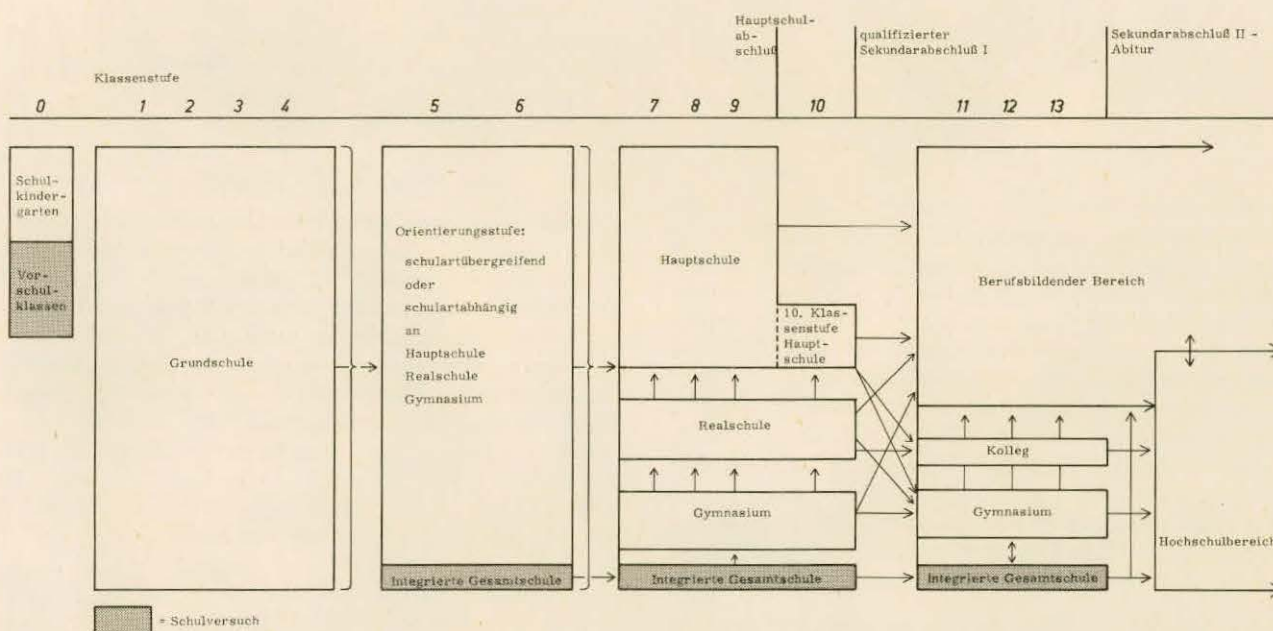 Hauptschul-
ab-
schluß
qualifizierter
Sekundarabschluß I
Sekundarabschluß II -
Abitur
Klassenstufe
0 1 2 3 4 5 6 7 8 9 10 11 12 13
Schul-
kinder-
garten
Vor-
schul-
klassen
Grundschule
Orientierungsstufe:
schulartübergreifend
oder
schulartabhängig
an
Hauptschule
Realschule
Gymnasium
Integrierte Gesamtschule
Hauptschule
10. Klas-
senstufe
Haupt-
schule
Realschule
Gymnasium
Integrierte Gesamtschule
Berufsbildender Bereich
Kolleg
Gymnasium
Integrierte Gesamtschule
Hochschulbereich
= Schulversuch